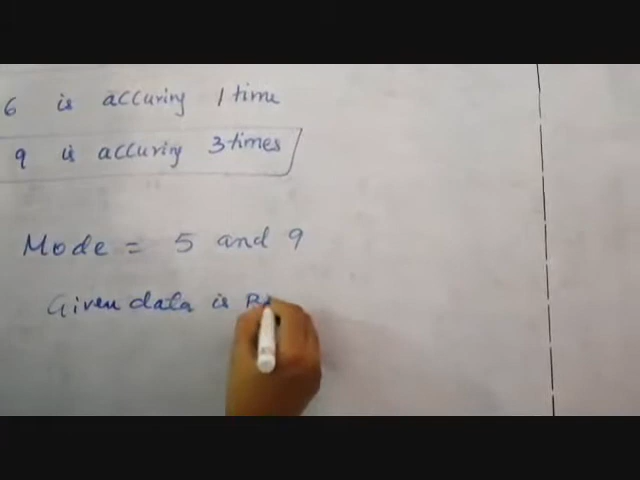 6 is accuring 1 time
9 is accuring 3 times
Mode = 5 and 9
Given data is